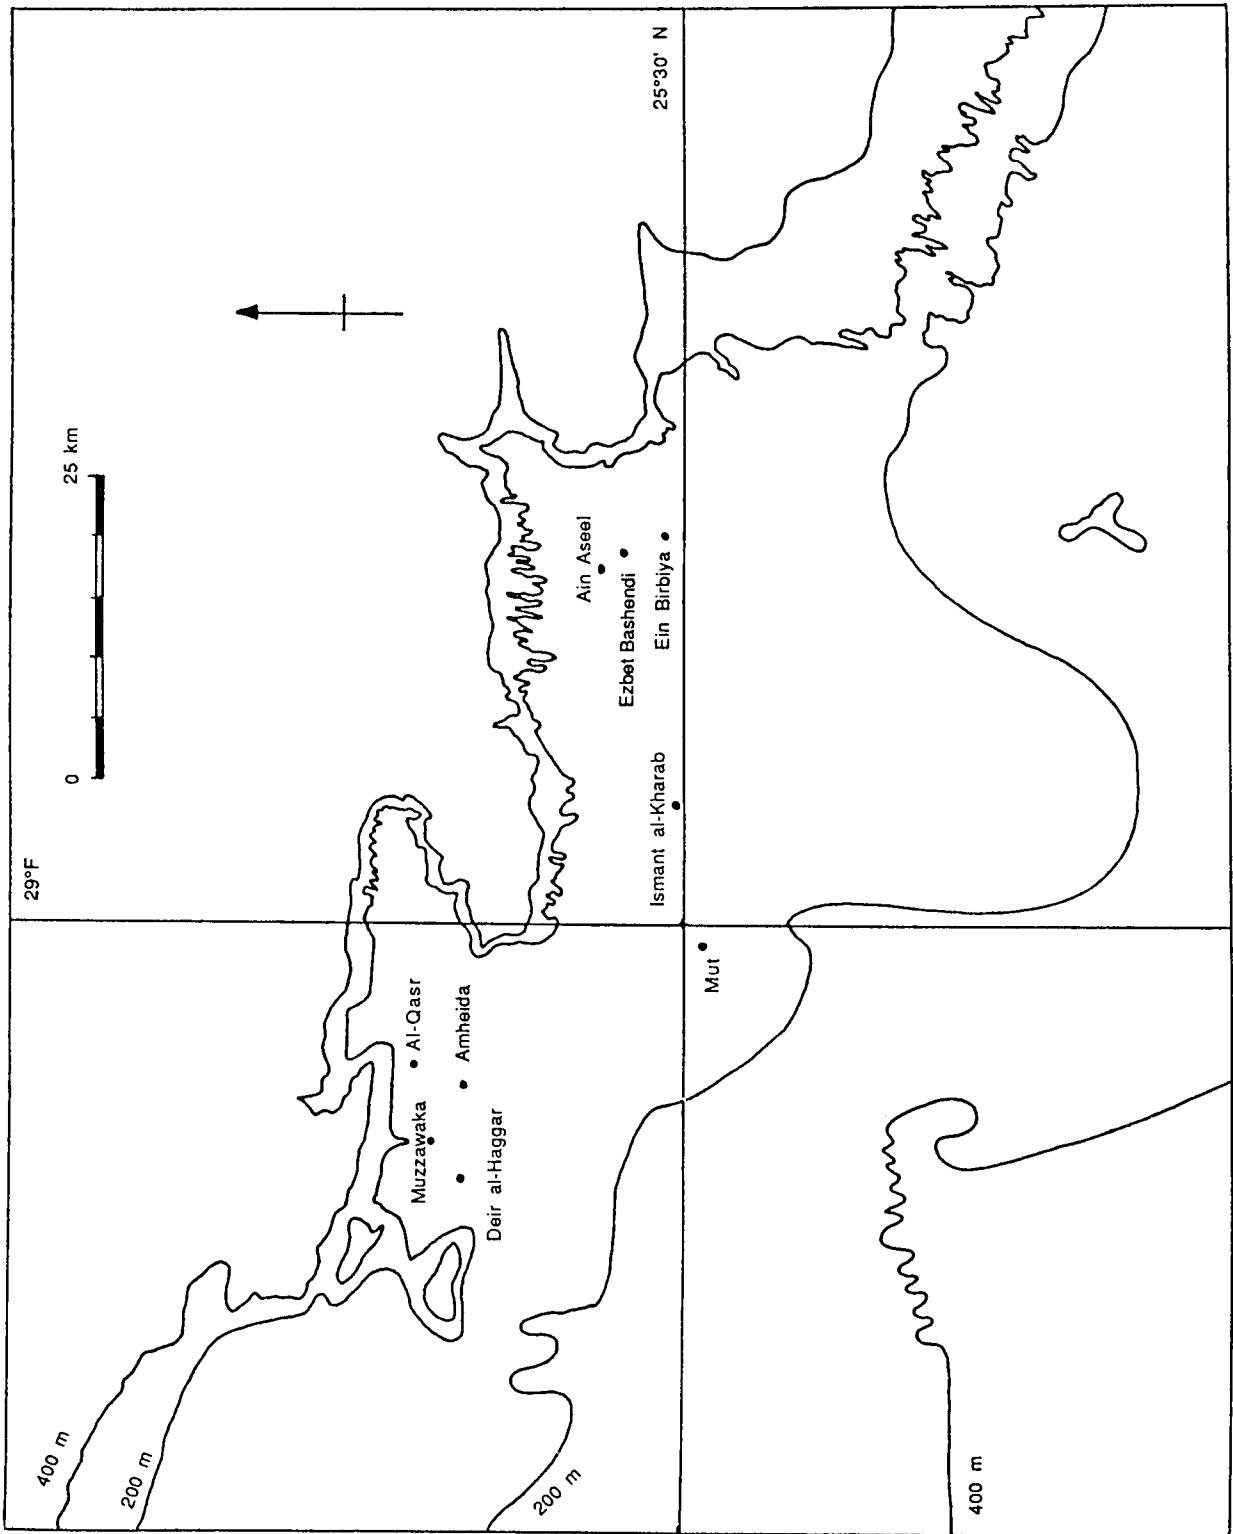 29°F
400 m
0 25 km
200 m
Al-Qasr
Muzzawaka
Amheida
Deir al-Haggar
200 m
Ain Aseel
Ezbet Bashendi
Ismant al-Kharab
Ein Birbiya
25°30' N
Mut
400 m